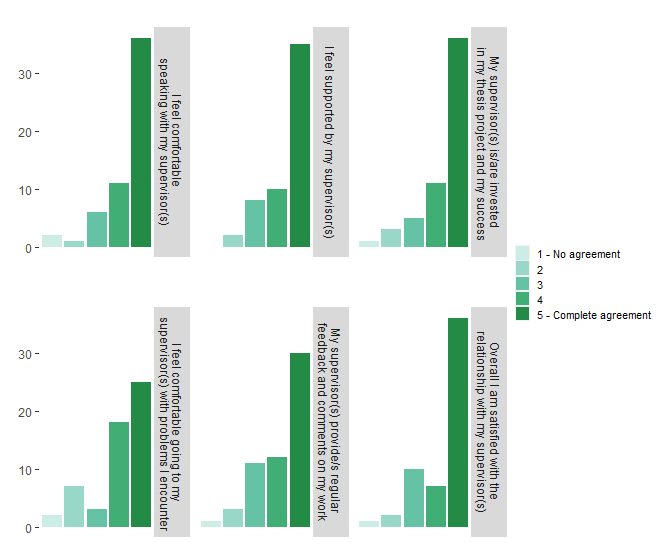 30
20
10
0
I feel comfortable
speaking with my supervisor(s)
I feel supported by my supervisor(s)
My supervisor(s) is/are invested
in my thesis project and my success
30
20
10
0
I feel comfortable going to my
supervisor(s) with problems I encounter
My supervisor(s) provide/s regular
feedback and comments on my work
Overall I am satisfied with the
relationship with my supervisor(s)
1 - No agreement
2
3
4
5 - Complete agreement